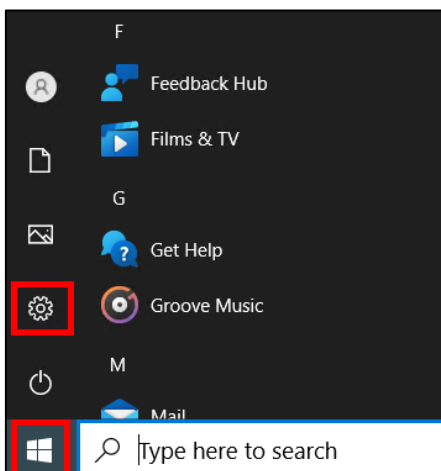 F
Feedback Hub
Films & TV
G
Get Help
Groove Music
M
Mail
Type here to search